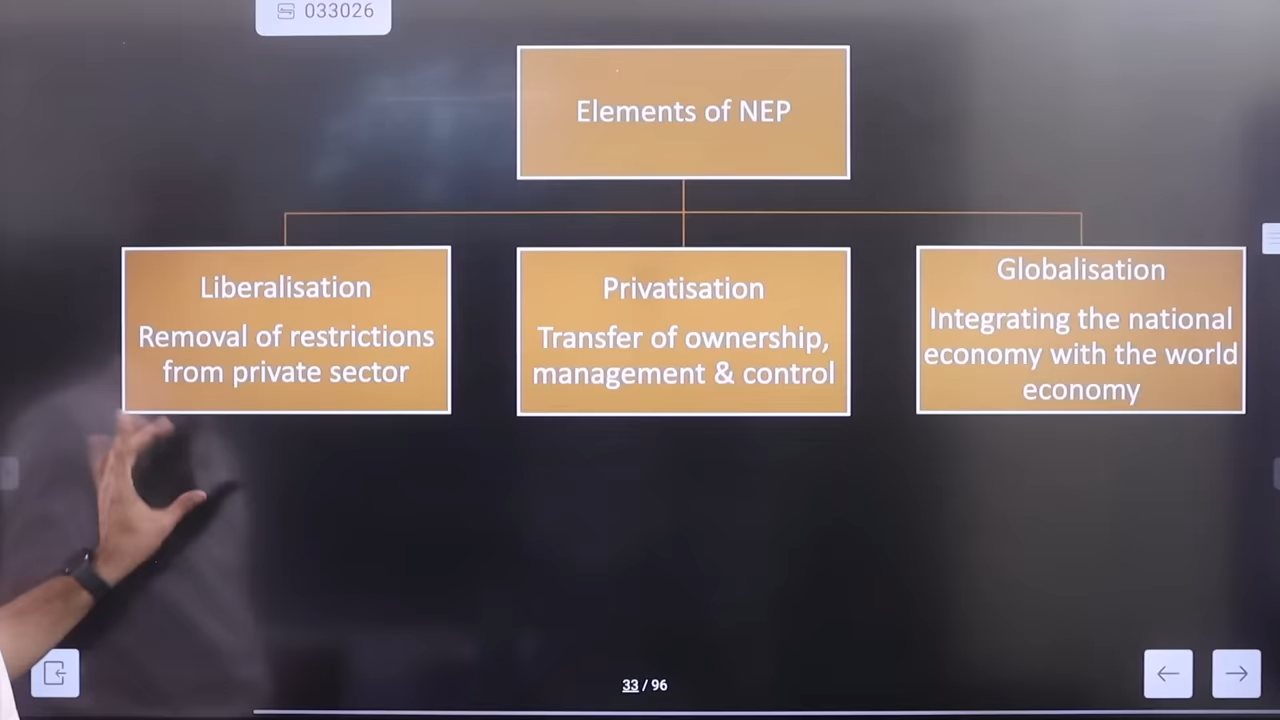 033026
Elements of NEP
Liberalisation
Removal of restrictions
from private sector
Privatisation
Transfer of ownership,
management & control
Globalisation
Integrating the national
economy with the world
economy
33 / 96